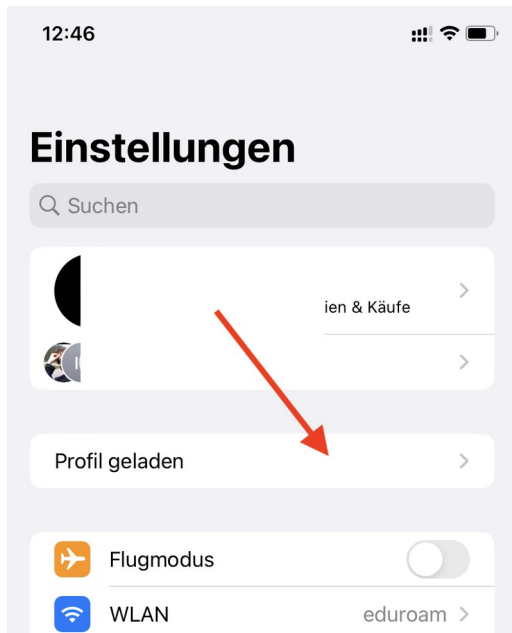 12:46
Einstellungen
Suchen
ien & Käufe
Profil geladen
Flugmodus
WLAN eduroam